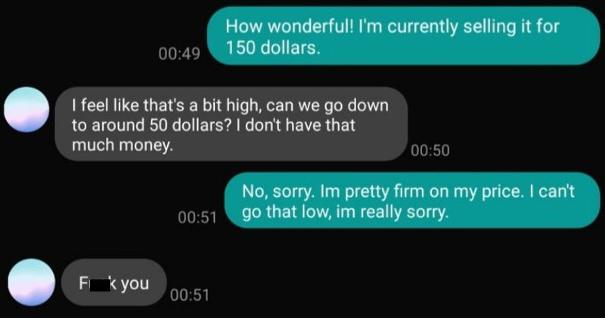 How wonderful! I'm currently selling it for
150 dollars.
00:49
I feel like that's a bit high, can we go down
to around 50 dollars? I don't have that
much money.
00:50
No, sorry. Im pretty firm on my price. I can't
go that low, im really sorry.
00:51
you
00:51